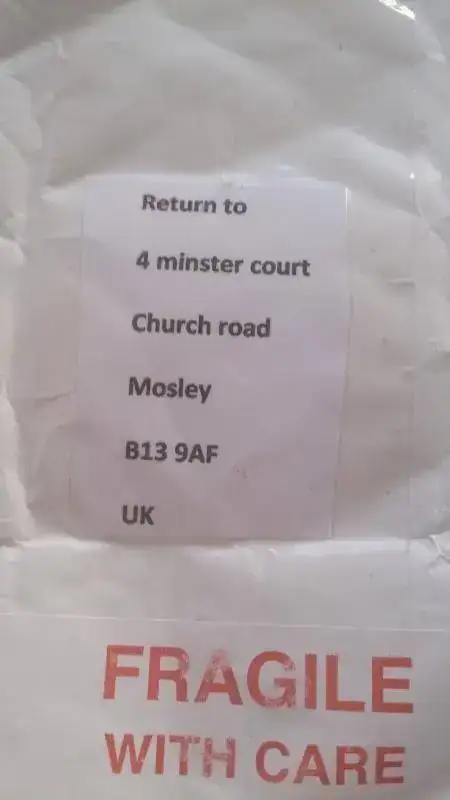 Return to
4 minster court
Church road
Mosley
B13 9AF
UK
FRAGILE
WITH CARE